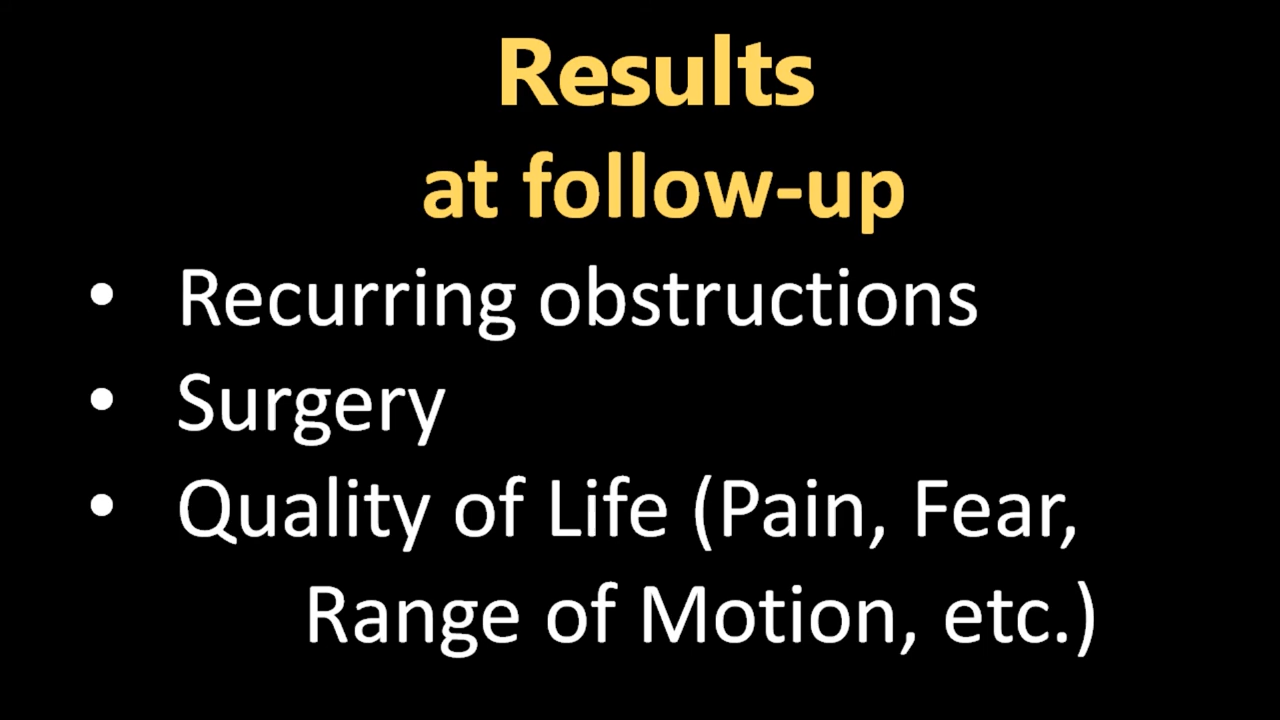 Results
at follow-up
• Recurring obstructions
• Surgery
• Quality of Life (Pain, Fear,
Range of Motion, etc.)